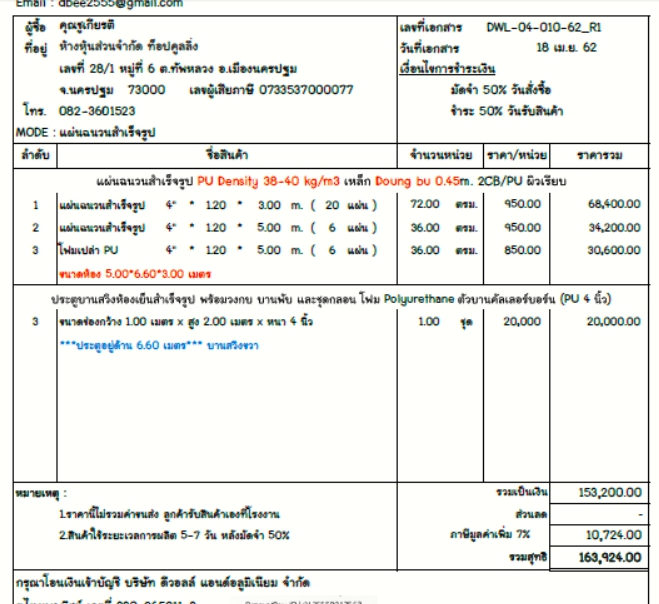 Email : dbee2555@gmail.com
ผู้ซื้อ คุณชูเกียรติ เลขที่เอกสาร DWL-04-010-62_R1
ที่อยู่ ห้างหุ้นส่วนจำกัด ท็อปคูลลิ่ง วันที่เอกสาร 18 เม.ย. 62
เลขที่ 28/1 หมู่ที่ 6 ต.ทัพหลวง อ.เมืองนครปฐม เงื่อนไขการชำระเงิน
จ.นครปฐม 73000 เลขผู้เสียภาษี 0733537000077 มัดจำ 50% วันสั่งซื้อ
โทร. 082-3601523 ชำระ 50% วันรับสินค้า
MODE : แผ่นฉนวนสำเร็จรูป
ลำดับ ชื่อสินค้า จำนวนหน่วย ราคา/หน่วย ราคารวม
แผ่นฉนวนสำเร็จรูป PU Density 38-40 kg/m3 เหล็ก Doung bu 0.45m. 2CB/PU ผิวเรียบ
1 แผ่นฉนวนสำเร็จรูป 4" * 1.20 * 3.00 m. ( 20 แผ่น ) 72.00 ตรม. 950.00 68,400.00
2 แผ่นฉนวนสำเร็จรูป 4" * 1.20 * 5.00 m. ( 6 แผ่น ) 36.00 ตรม. 950.00 34,200.00
3 โฟมเปล่า PU 4" * 1.20 * 5.00 m. ( 6 แผ่น ) 36.00 ตรม. 850.00 30,600.00
ขนาดห้อง 5.00*6.60*3.00 เมตร
ประตูบานสวิงห้องเย็นสำเร็จรูป พร้อมวงกบ บานพับ และชุดกลอน โฟม Polyurethane ตัวบานคัลเลอร์บอร์น (PU 4 นิ้ว)
3 ขนาดช่องกว้าง 1.00 เมตร x สูง 2.00 เมตร x หนา 4 นิ้ว 1.00 ชุด 20,000 20,000.00
***ประตูอยู่ด้าน 6.60 เมตร*** บานสวิงขวา
หมายเหตุ : รวมเป็นเงิน 153,200.00
1.ราคานี้ไม่รวมค่าขนส่ง ลูกค้ารับสินค้าเองที่โรงงาน ส่วนลด -
2.สินค้าใช้ระยะเวลาการผลิต 5-7 วัน หลังมัดจำ 50% ภาษีมูลค่าเพิ่ม 7% 10,724.00
รวมสุทธิ 163,924.00
กรุณาโอนเงินเข้าบัญชี บริษัท ดีวอลล์ แอนด์อลูมิเนียม จำกัด